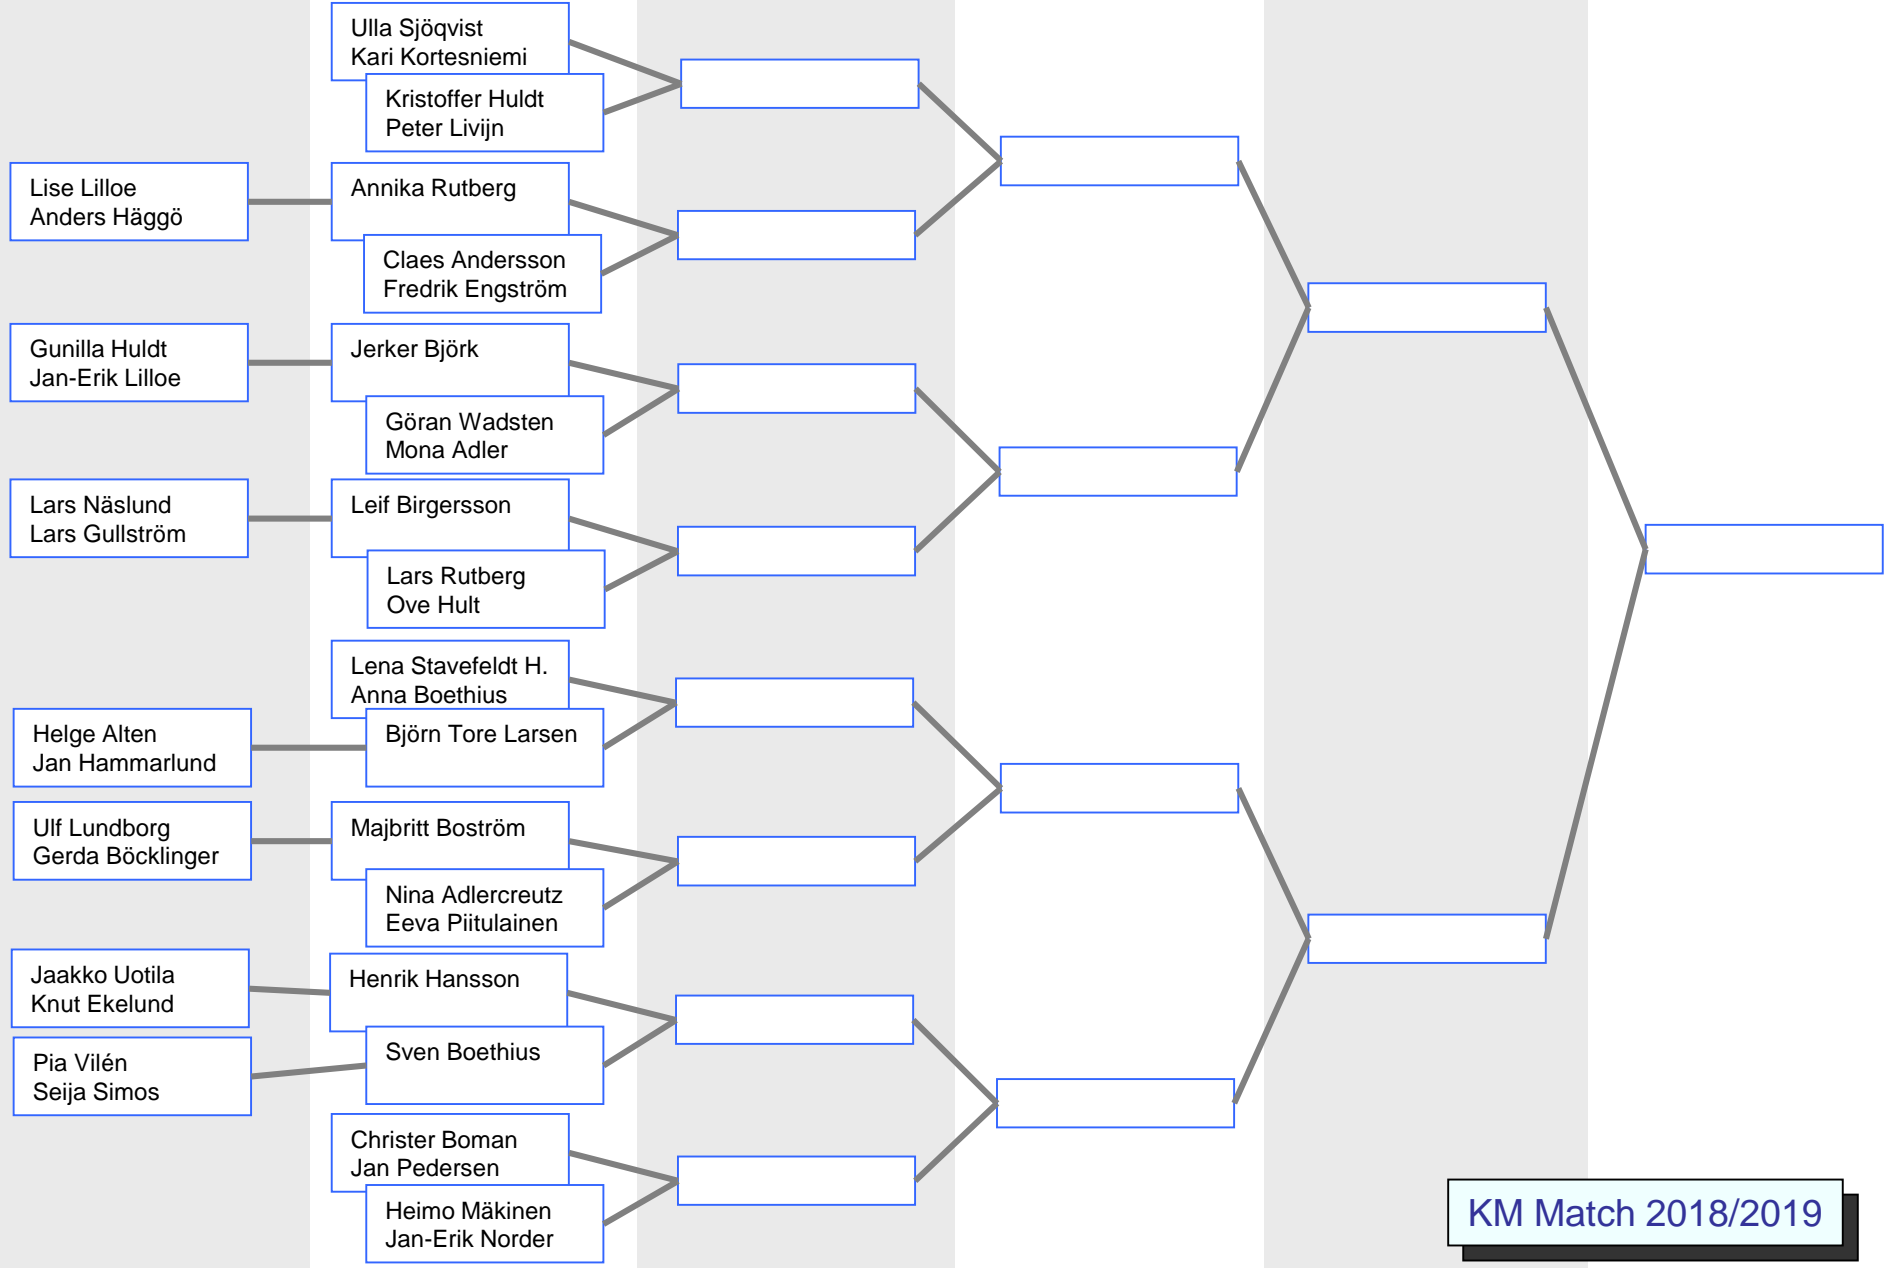 Ulla Sjöqvist
Kari Kortesniemi
Kristoffer Huldt
Peter Livijn
Lise Lilloe
Anders Häggö
Annika Rutberg
Claes Andersson
Fredrik Engström
Gunilla Huldt
Jan-Erik Lilloe
Jerker Björk
Göran Wadsten
Mona Adler
Lars Näslund
Lars Gullström
Leif Birgersson
Lars Rutberg
Ove Hult
Lena Stavefeldt H.
Anna Boethius
Helge Alten
Jan Hammarlund
Björn Tore Larsen
Ulf Lundborg
Gerda Böcklinger
Majbritt Boström
Nina Adlercreutz
Eeva Piitulainen
Jaakko Uotila
Knut Ekelund
Henrik Hansson
Pia Vilén
Seija Simos
Sven Boethius
Christer Boman
Jan Pedersen
Heimo Mäkinen
Jan-Erik Norder
KM Match 2018/2019